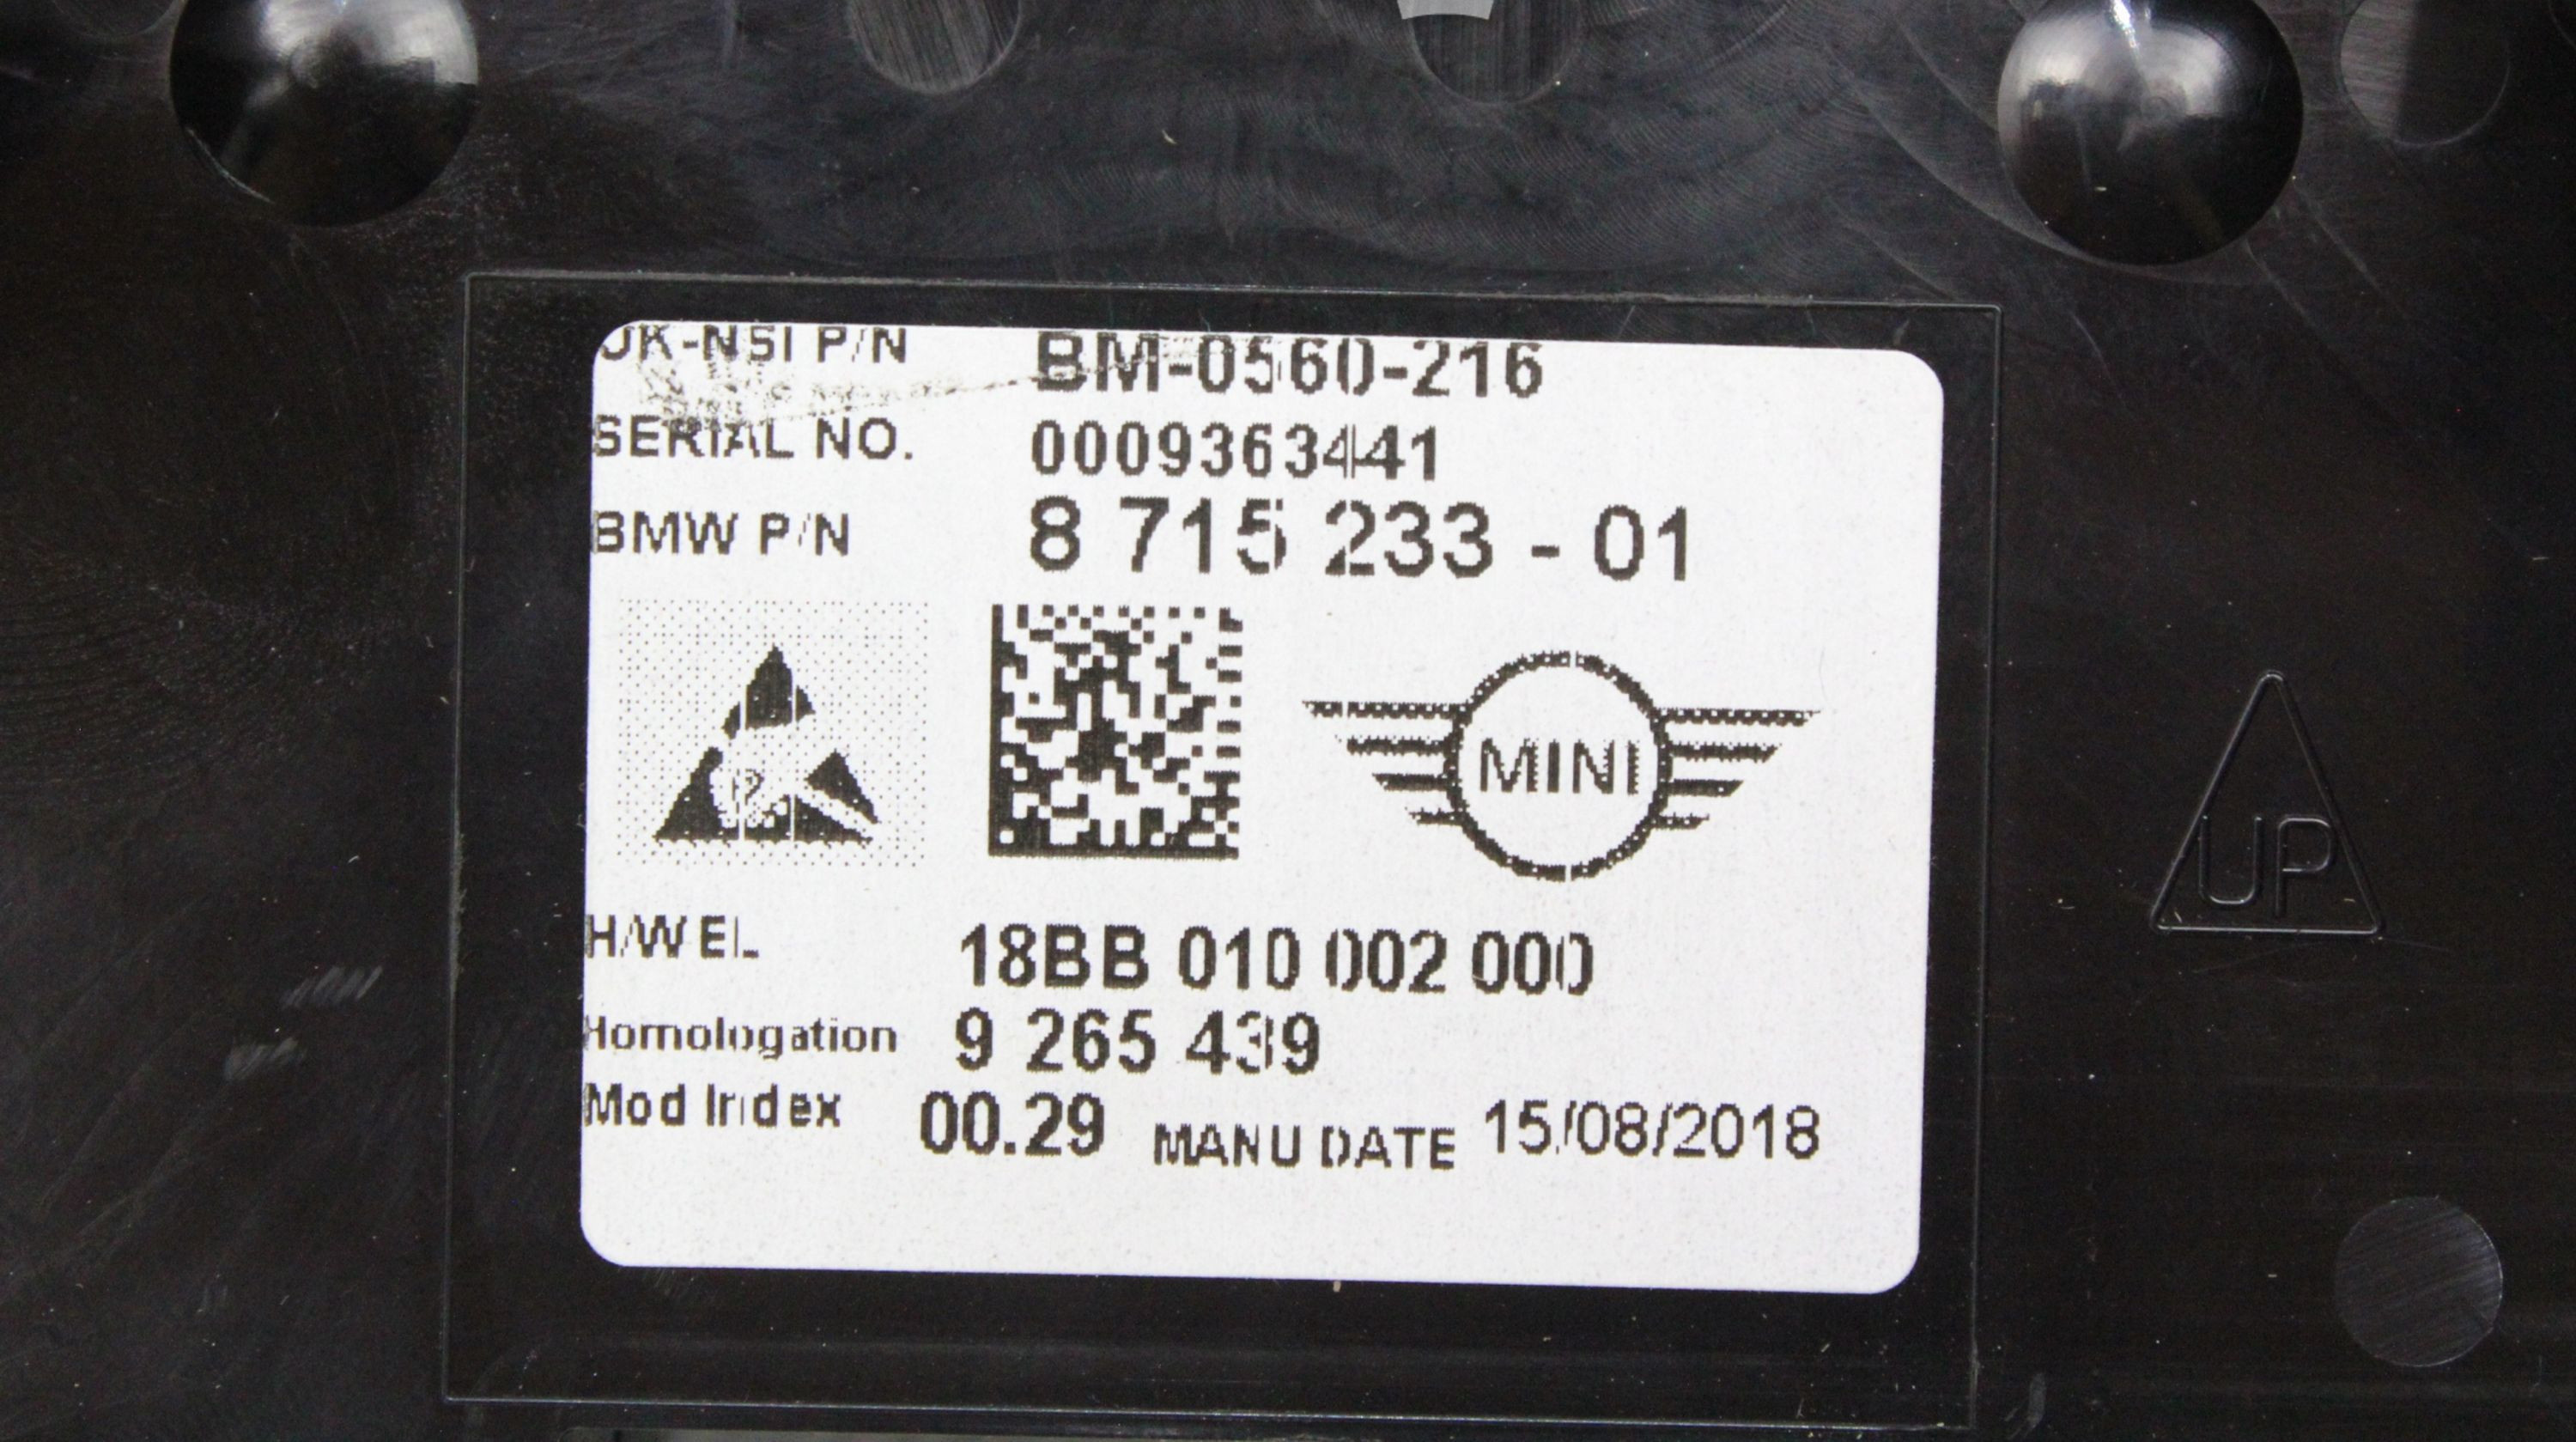 UK-NSI P/N BM-0560-216
SERIAL NO. 0009363441
BMW P/N 8 715 233 - 01
MINI
UP
H/W EL 18BB 010 002 000
Homologation 9 265 439
Mod Index 00.29 MANU DATE 15/08/2018